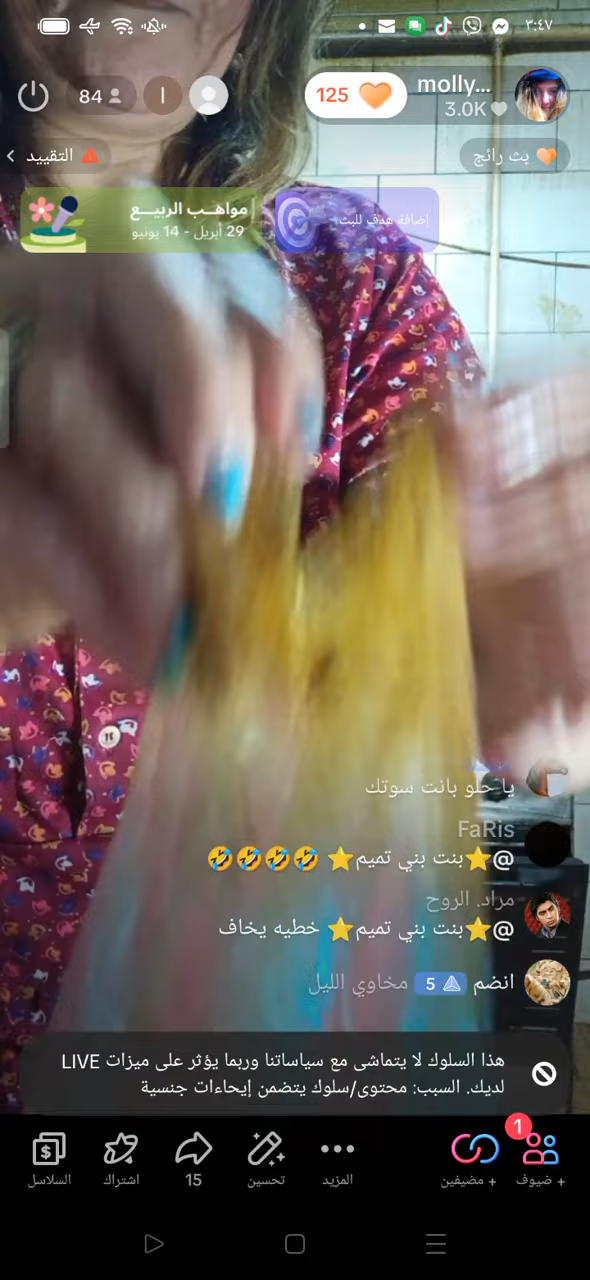 ٣:٤٧
molly...
3.0K
125
84
I
بث رائج
التقييد
إضافة هدف للبث
مواهب الربيع
29 أبريل - 14 يونيو
يا حلو بانت سوتك
FaRis
@⭐بنت بني تميم⭐ 🤣🤣🤣🤣
مراد. الروح
@⭐بنت بني تميم⭐ خطيه يخاف
انضم 5 مخاوي الليل
هذا السلوك لا يتماشى مع سياساتنا وربما يؤثر على ميزات LIVE
لديك. السبب: محتوى/سلوك يتضمن إيحاءات جنسية
1
+ ضيوف
+ مضيفين
المزيد
تحسين
15
اشتراك
السلاسل